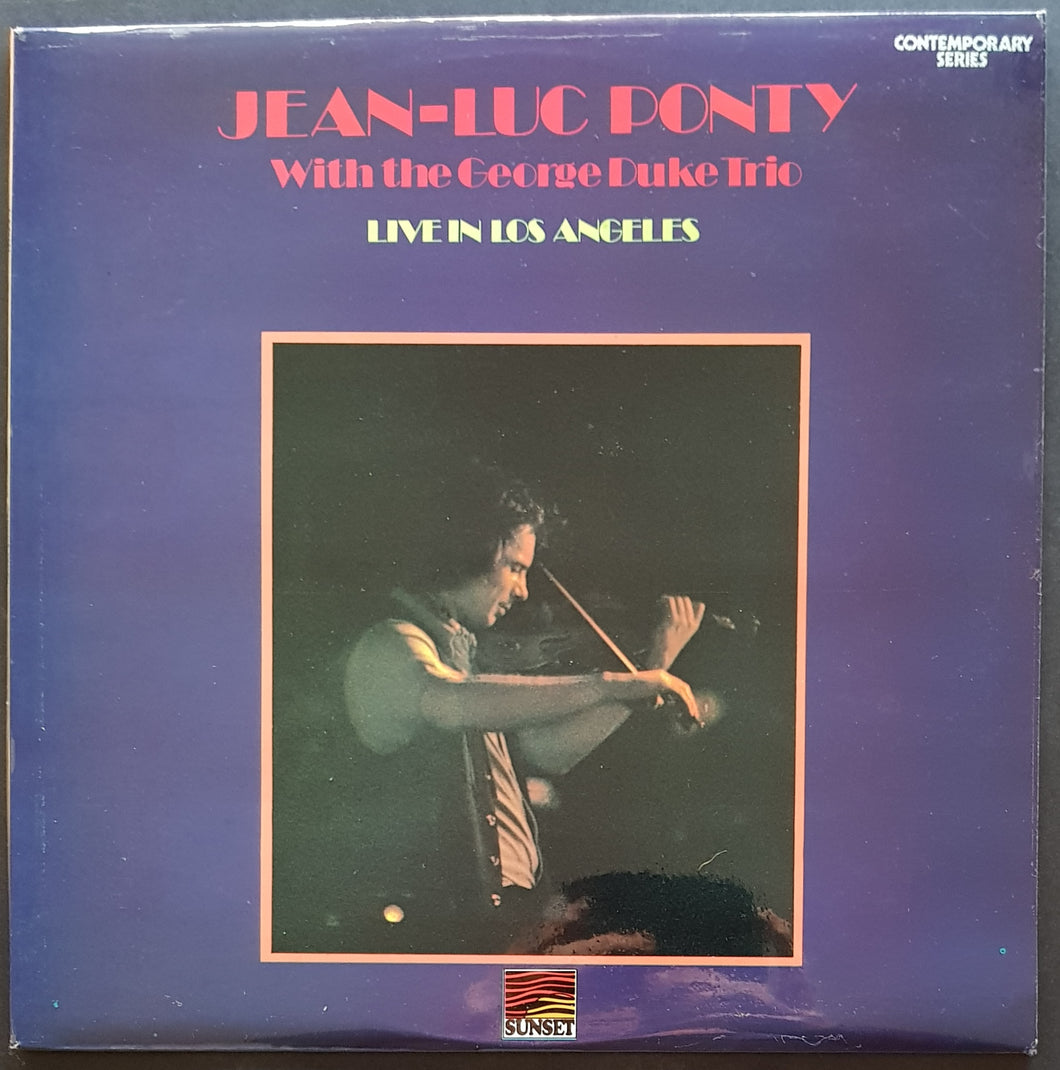 CONTEMPORARY
SERIES
JEAN-LUC PONTY
With the George Duke Trio
LIVE IN LOS ANGELES
SUNSET